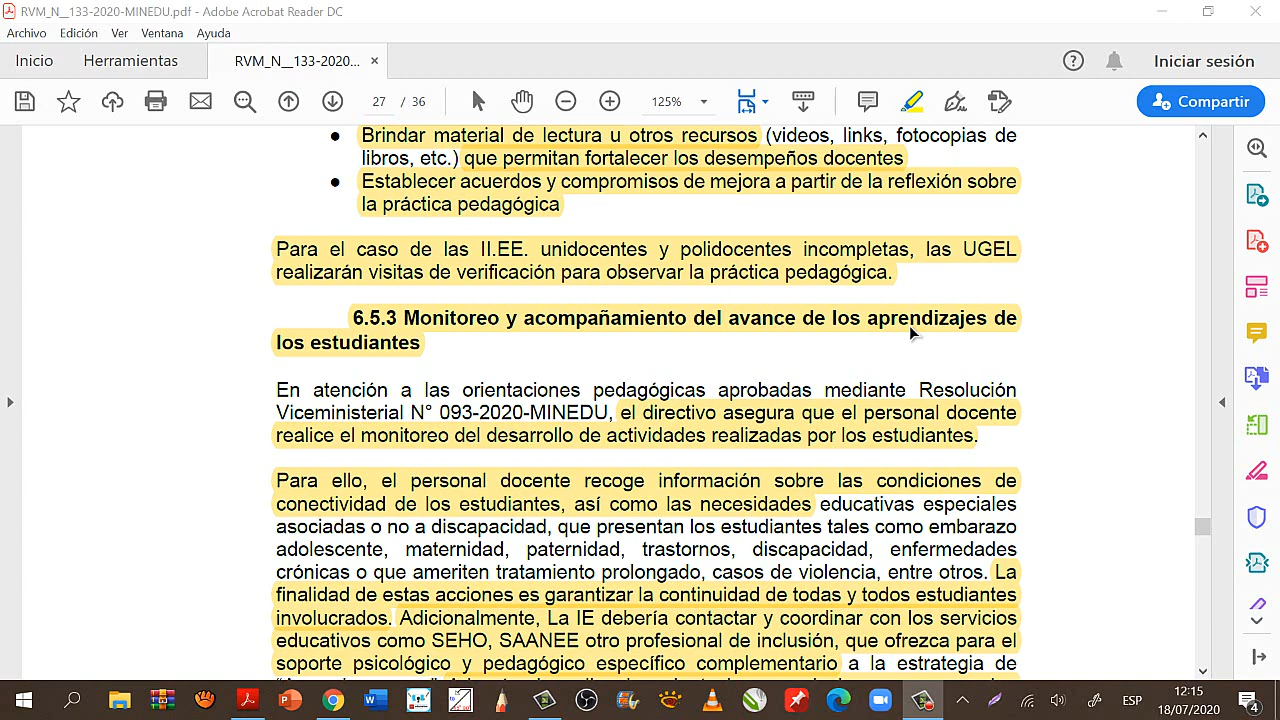 RVM_N__133-2020-MINEDU.pdf - Adobe Acrobat Reader DC
Archivo Edición Ver Ventana Ayuda
Inicio Herramientas RVM_N__133-2020... × Iniciar sesión
27 / 36 125% Compartir
● Brindar material de lectura u otros recursos (videos, links, fotocopias de
libros, etc.) que permitan fortalecer los desempeños docentes
● Establecer acuerdos y compromisos de mejora a partir de la reflexión sobre
la práctica pedagógica
Para el caso de las II.EE. unidocentes y polidocentes incompletas, las UGEL
realizarán visitas de verificación para observar la práctica pedagógica.
6.5.3 Monitoreo y acompañamiento del avance de los aprendizajes de
los estudiantes
En atención a las orientaciones pedagógicas aprobadas mediante Resolución
Viceministerial N° 093-2020-MINEDU, el directivo asegura que el personal docente
realice el monitoreo del desarrollo de actividades realizadas por los estudiantes.
Para ello, el personal docente recoge información sobre las condiciones de
conectividad de los estudiantes, así como las necesidades educativas especiales
asociadas o no a discapacidad, que presentan los estudiantes tales como embarazo
adolescente, maternidad, paternidad, trastornos, discapacidad, enfermedades
crónicas o que ameriten tratamiento prolongado, casos de violencia, entre otros. La
finalidad de estas acciones es garantizar la continuidad de todas y todos estudiantes
involucrados. Adicionalmente, La IE debería contactar y coordinar con los servicios
educativos como SEHO, SAANEE otro profesional de inclusión, que ofrezca para el
soporte psicológico y pedagógico específico complementario a la estrategia de
ESP 12:15
18/07/2020 4